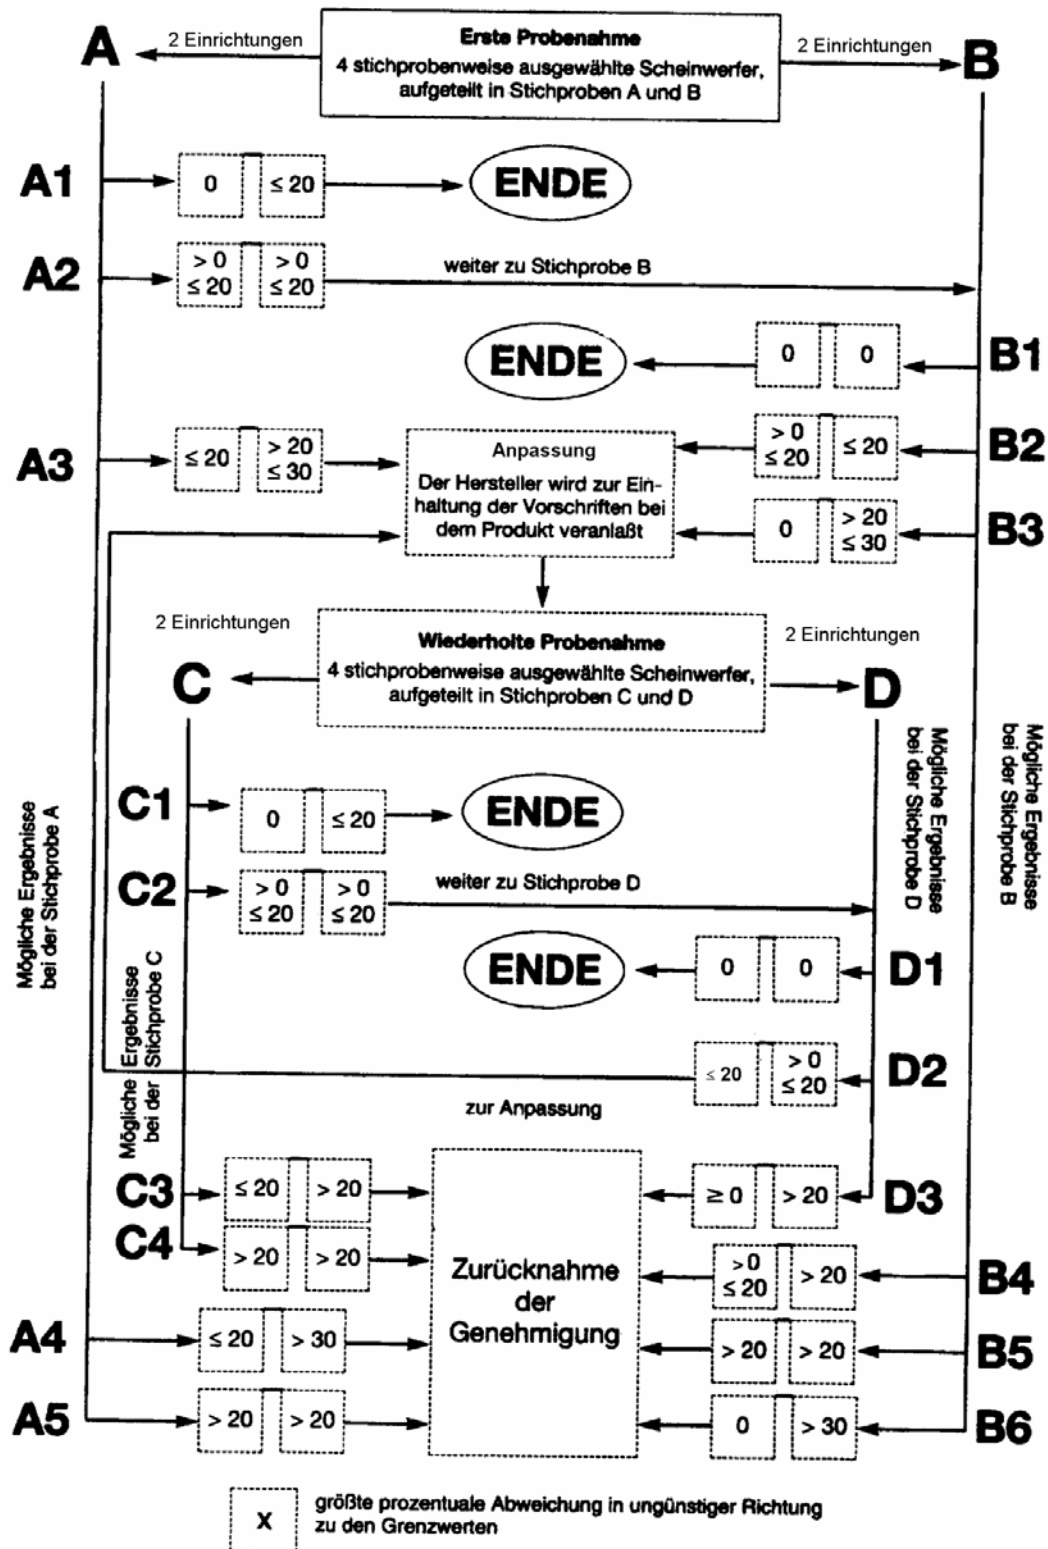 A
2 Einrichtungen
Erste Probenahme
4 stichprobenweise ausgewählte Scheinwerfer,
aufgeteilt in Stichproben A und B
2 Einrichtungen
B
A1
0
≤ 20
ENDE
A2
> 0
≤ 20
> 0
≤ 20
weiter zu Stichprobe B
ENDE
0
0
B1
A3
≤ 20
> 20
≤ 30
Anpassung
Der Hersteller wird zur Ein-
haltung der Vorschriften bei
dem Produkt veranlaßt
> 0
≤ 20
≤ 20
B2
0
> 20
≤ 30
B3
2 Einrichtungen
Wiederholte Probenahme
4 stichprobenweise ausgewählte Scheinwerfer,
aufgeteilt in Stichproben C und D
2 Einrichtungen
C
D
Mögliche Ergebnisse
bei der Stichprobe A
Mögliche Ergebnisse
bei der Stichprobe C
Mögliche Ergebnisse
bei der Stichprobe D
Mögliche Ergebnisse
bei der Stichprobe B
C1
0
≤ 20
ENDE
C2
> 0
≤ 20
> 0
≤ 20
weiter zu Stichprobe D
ENDE
0
0
D1
≤ 20
> 0
≤ 20
D2
zur Anpassung
C3
≤ 20
> 20
≥ 0
> 20
D3
C4
> 20
> 20
Zurücknahme
der
Genehmigung
> 0
≤ 20
> 20
B4
A4
≤ 20
> 30
> 20
> 20
B5
A5
> 20
> 20
0
> 30
B6
X
größte prozentuale Abweichung in ungünstiger Richtung
zu den Grenzwerten